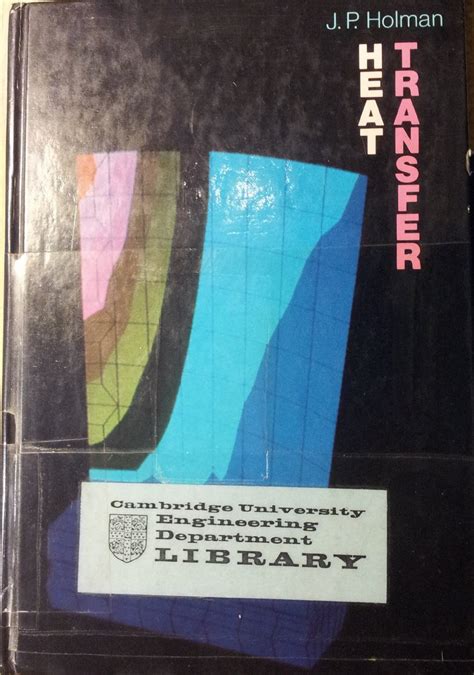 J.P. Holman
HEAT
TRANSFER
Cambridge University
Engineering
Department
LIBRARY